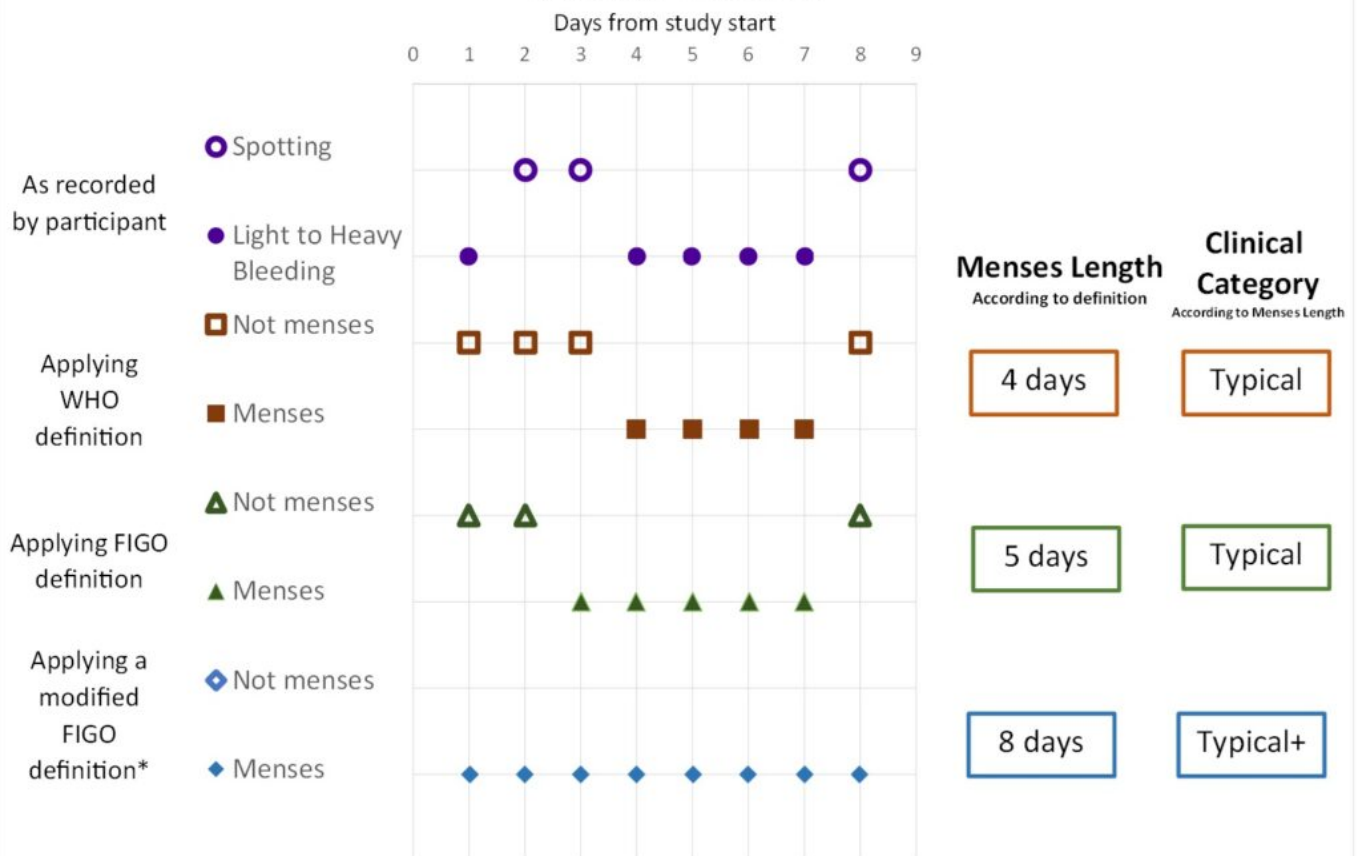 Days from study start
0 1 2 3 4 5 6 7 8 9
Spotting
As recorded
by participant
Light to Heavy
Bleeding
Not menses
Applying
WHO
definition
Menses
Not menses
Applying FIGO
definition
Menses
Applying a
modified
FIGO
definition*
Not menses
Menses
Menses Length
According to definition
Clinical
Category
According to Menses Length
4 days
Typical
5 days
Typical
8 days
Typical+